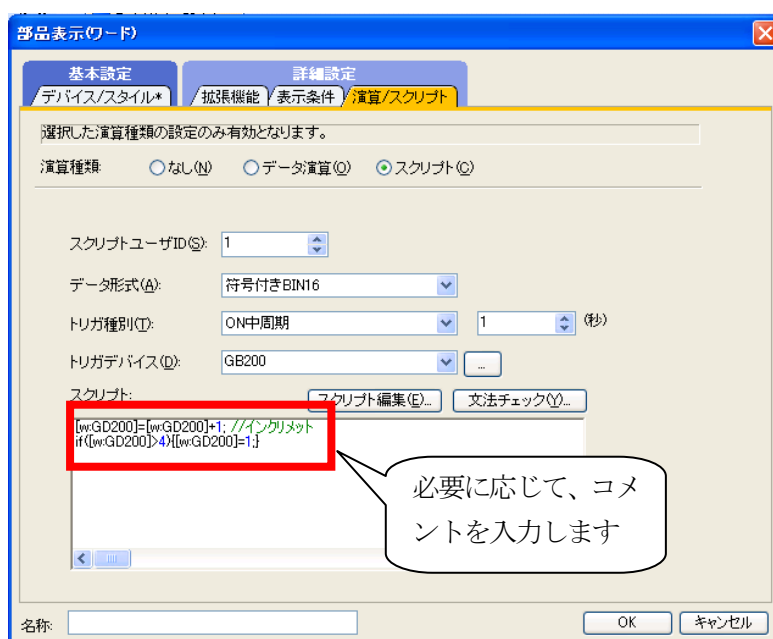 部品表示(ワード)
基本設定
詳細設定
デバイス/スタイル*
拡張機能
表示条件
演算/スクリプト
選択した演算種類の設定のみ有効となります。
演算種類:
なし(N)
データ演算(O)
スクリプト(C)
スクリプトユーザID(S):
1
データ形式(A):
符号付きBIN16
トリガ種別(T):
ON中周期
1
(秒)
トリガデバイス(D):
GB200
...
スクリプト:
スクリプト編集(E)...
文法チェック(Y)...
[w:GD200]=[w:GD200]+1; //インクリメット
if([w:GD200]>4){[w:GD200]=1;}
必要に応じて、コメ
ントを入力します
名称:
OK
キャンセル